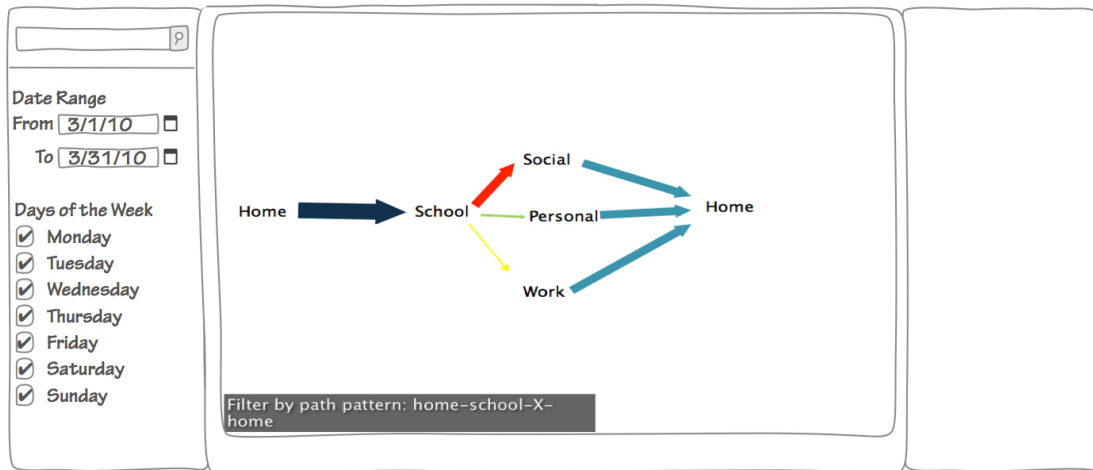 Date Range
From 3/1/10
To 3/31/10
Days of the Week
Monday
Tuesday
Wednesday
Thursday
Friday
Saturday
Sunday
Home
School
Social
Personal
Work
Home
Filter by path pattern: home-school-X-
home